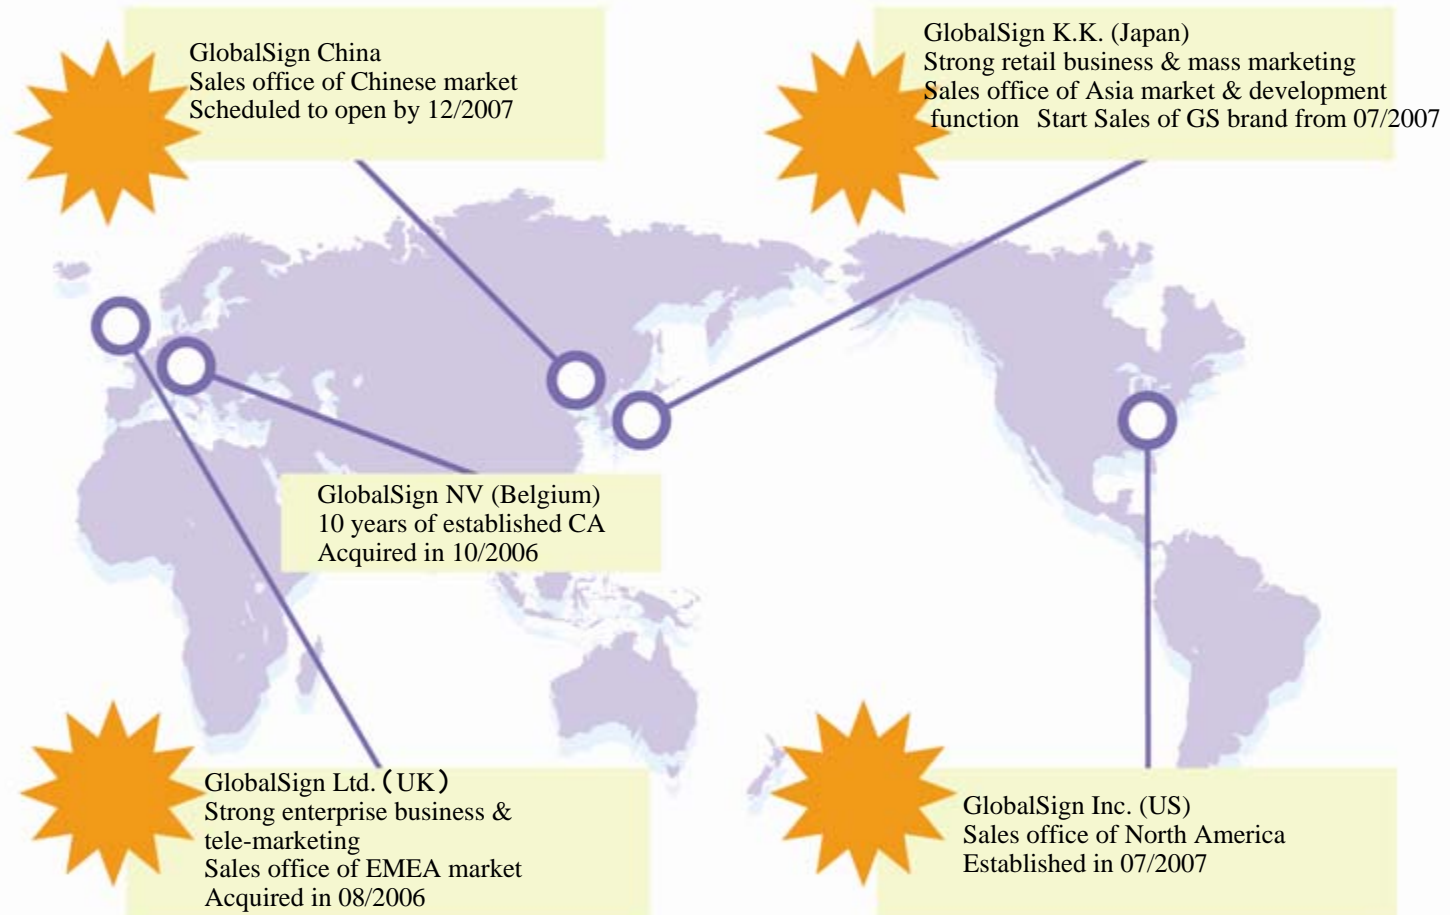 GlobalSign China
Sales office of Chinese market
Scheduled to open by 12/2007
GlobalSign K.K. (Japan)
Strong retail business & mass marketing
Sales office of Asia market & development
function Start Sales of GS brand from 07/2007
GlobalSign NV (Belgium)
10 years of established CA
Acquired in 10/2006
GlobalSign Ltd.（UK）
Strong enterprise business &
tele-marketing
Sales office of EMEA market
Acquired in 08/2006
GlobalSign Inc. (US)
Sales office of North America
Established in 07/2007